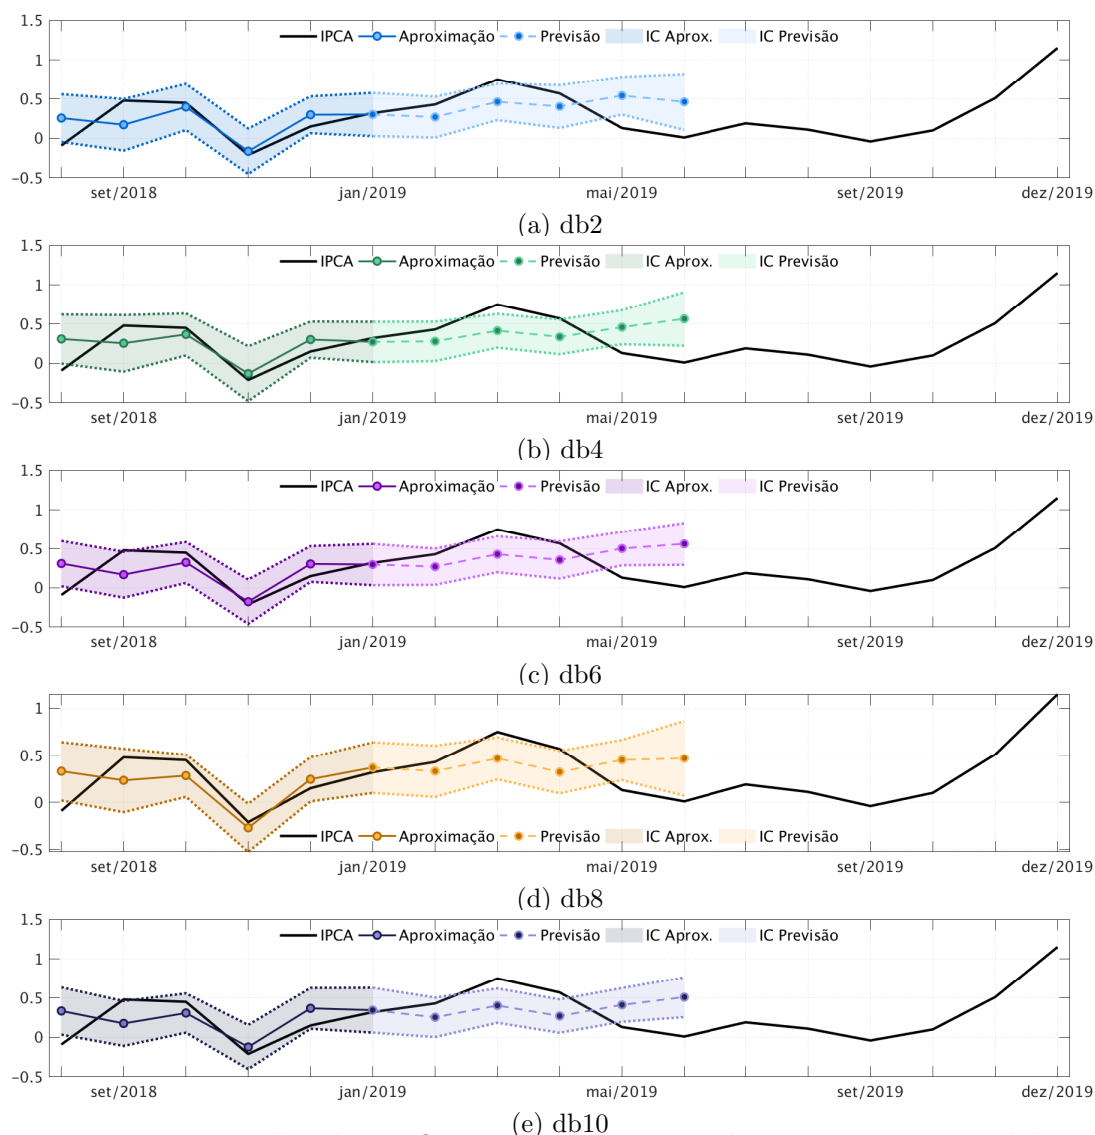 1.5
1
0.5
0
−0.5
IPCA Aproximação Previsão IC Aprox. IC Previsão
set/2018 jan/2019 mai/2019 set/2019 dez/2019
(a) db2
1.5
1
0.5
0
−0.5
IPCA Aproximação Previsão IC Aprox. IC Previsão
set/2018 jan/2019 mai/2019 set/2019 dez/2019
(b) db4
1.5
1
0.5
0
−0.5
IPCA Aproximação Previsão IC Aprox. IC Previsão
set/2018 jan/2019 mai/2019 set/2019 dez/2019
(c) db6
1
0.5
0
−0.5
IPCA Aproximação Previsão IC Aprox. IC Previsão
set/2018 jan/2019 mai/2019 set/2019 dez/2019
(d) db8
1.5
1
0.5
0
−0.5
IPCA Aproximação Previsão IC Aprox. IC Previsão
set/2018 jan/2019 mai/2019 set/2019 dez/2019
(e) db10